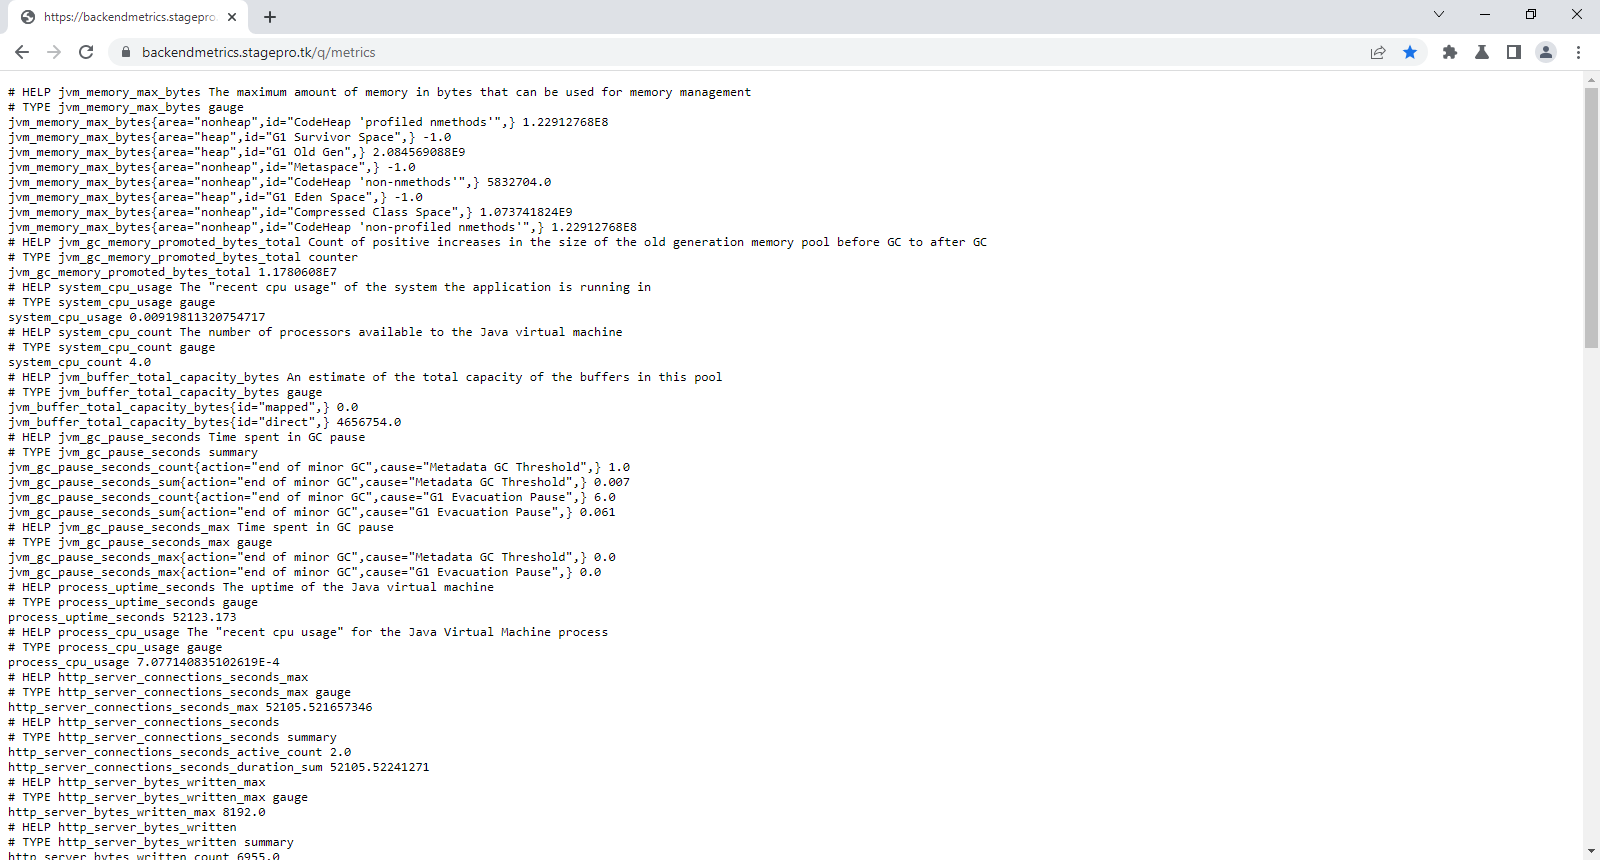 https://backendmetrics.stagepro.
backendmetrics.stagepro.tk/q/metrics
# HELP jvm_memory_max_bytes The maximum amount of memory in bytes that can be used for memory management
# TYPE jvm_memory_max_bytes gauge
jvm_memory_max_bytes{area="nonheap",id="CodeHeap 'profiled nmethods'",} 1.22912768E8
jvm_memory_max_bytes{area="heap",id="G1 Survivor Space",} -1.0
jvm_memory_max_bytes{area="heap",id="G1 Old Gen",} 2.084569088E9
jvm_memory_max_bytes{area="nonheap",id="Metaspace",} -1.0
jvm_memory_max_bytes{area="nonheap",id="CodeHeap 'non-nmethods'",} 5832704.0
jvm_memory_max_bytes{area="heap",id="G1 Eden Space",} -1.0
jvm_memory_max_bytes{area="nonheap",id="Compressed Class Space",} 1.073741824E9
jvm_memory_max_bytes{area="nonheap",id="CodeHeap 'non-profiled nmethods'",} 1.22912768E8
# HELP jvm_gc_memory_promoted_bytes_total Count of positive increases in the size of the old generation memory pool before GC to after GC
# TYPE jvm_gc_memory_promoted_bytes_total counter
jvm_gc_memory_promoted_bytes_total 1.1780608E7
# HELP system_cpu_usage The "recent cpu usage" of the system the application is running in
# TYPE system_cpu_usage gauge
system_cpu_usage 0.00919811320754717
# HELP system_cpu_count The number of processors available to the Java virtual machine
# TYPE system_cpu_count gauge
system_cpu_count 4.0
# HELP jvm_buffer_total_capacity_bytes An estimate of the total capacity of the buffers in this pool
# TYPE jvm_buffer_total_capacity_bytes gauge
jvm_buffer_total_capacity_bytes{id="mapped",} 0.0
jvm_buffer_total_capacity_bytes{id="direct",} 4656754.0
# HELP jvm_gc_pause_seconds Time spent in GC pause
# TYPE jvm_gc_pause_seconds summary
jvm_gc_pause_seconds_count{action="end of minor GC",cause="Metadata GC Threshold",} 1.0
jvm_gc_pause_seconds_sum{action="end of minor GC",cause="Metadata GC Threshold",} 0.007
jvm_gc_pause_seconds_count{action="end of minor GC",cause="G1 Evacuation Pause",} 6.0
jvm_gc_pause_seconds_sum{action="end of minor GC",cause="G1 Evacuation Pause",} 0.061
# HELP jvm_gc_pause_seconds_max Time spent in GC pause
# TYPE jvm_gc_pause_seconds_max gauge
jvm_gc_pause_seconds_max{action="end of minor GC",cause="Metadata GC Threshold",} 0.0
jvm_gc_pause_seconds_max{action="end of minor GC",cause="G1 Evacuation Pause",} 0.0
# HELP process_uptime_seconds The uptime of the Java virtual machine
# TYPE process_uptime_seconds gauge
process_uptime_seconds 52123.173
# HELP process_cpu_usage The "recent cpu usage" for the Java Virtual Machine process
# TYPE process_cpu_usage gauge
process_cpu_usage 7.077140835102619E-4
# HELP http_server_connections_seconds_max
# TYPE http_server_connections_seconds_max gauge
http_server_connections_seconds_max 52105.521657346
# HELP http_server_connections_seconds
# TYPE http_server_connections_seconds summary
http_server_connections_seconds_active_count 2.0
http_server_connections_seconds_duration_sum 52105.52241271
# HELP http_server_bytes_written_max
# TYPE http_server_bytes_written_max gauge
http_server_bytes_written_max 8192.0
# HELP http_server_bytes_written
# TYPE http_server_bytes_written summary
http_server_bytes_written_count 6955.0